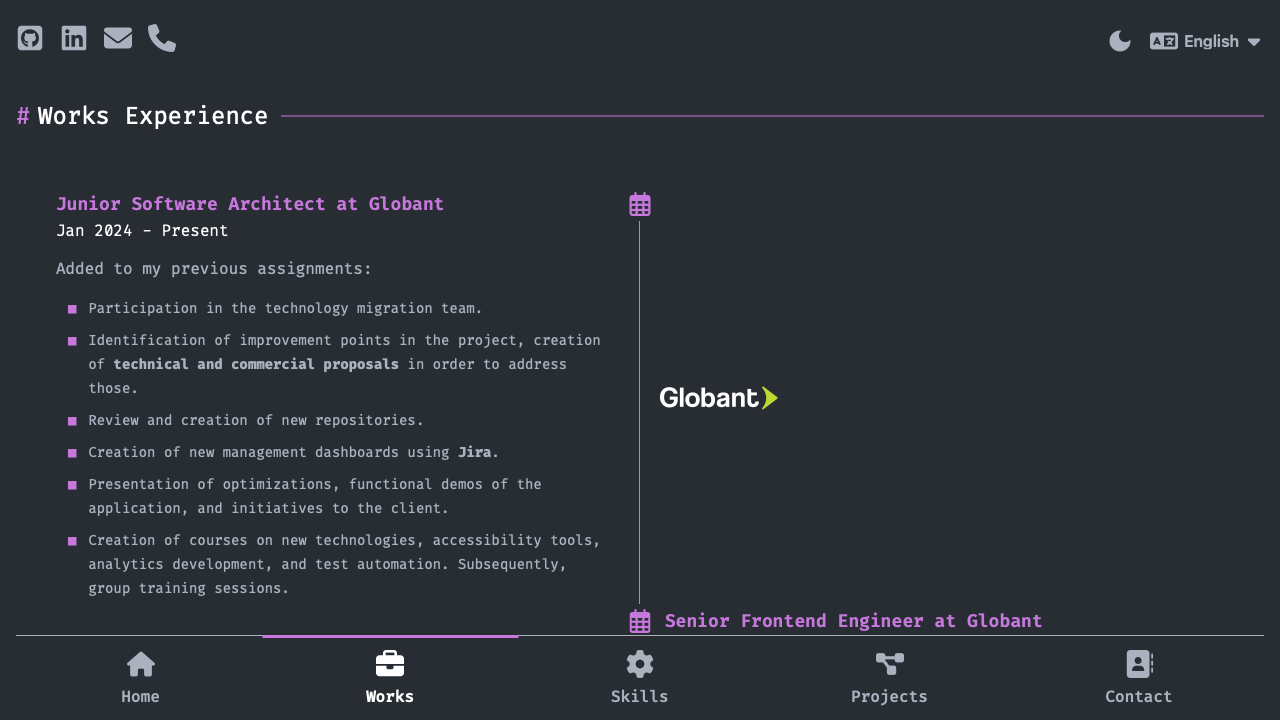 English
# Works Experience
Junior Software Architect at Globant
Jan 2024 - Present
Added to my previous assignments:
Participation in the technology migration team.
Identification of improvement points in the project, creation
of technical and commercial proposals in order to address
those.
Review and creation of new repositories.
Creation of new management dashboards using Jira.
Presentation of optimizations, functional demos of the
application, and initiatives to the client.
Creation of courses on new technologies, accessibility tools,
analytics development, and test automation. Subsequently,
group training sessions.
Globant
Senior Frontend Engineer at Globant
Home
Works
Skills
Projects
Contact